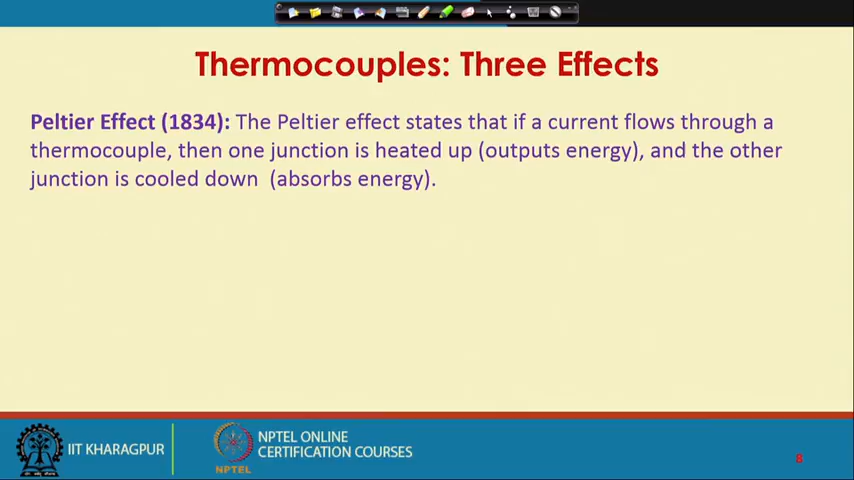 Thermocouples: Three Effects
Peltier Effect (1834): The Peltier effect states that if a current flows through a
thermocouple, then one junction is heated up (outputs energy), and the other
junction is cooled down (absorbs energy).
IIT KHARAGPUR
NPTEL
NPTEL ONLINE
CERTIFICATION COURSES
8